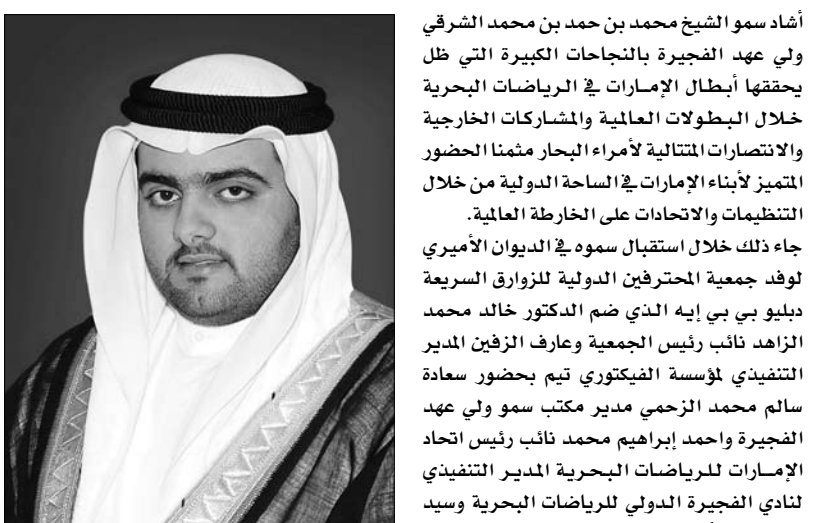 أشاد سمو الشيخ محمد بن حمد بن محمد الشرقي
ولي عهد الفجيرة بالنجاحات الكبيرة التي ظل
يحققها أبطال الإمارات في الرياضات البحرية
خلال البطولات العالمية والمشاركات الخارجية
والانتصارات المتتالية لأمراء البحار مثمنا الحضور
المتميز لأبناء الإمارات في الساحة الدولية من خلال
التنظيمات والاتحادات على الخارطة العالمية.
جاء ذلك خلال استقبال سموه في الديوان الأميري
لوفد جمعية المحترفين الدولية للزوارق السريعة
دبليو بي بي إيه الذي ضم الدكتور خالد محمد
الزاهد نائب رئيس الجمعية وعارف الزفين المدير
التنفيذي لمؤسسة الفيكتوري تيم بحضور سعادة
سالم محمد الزحمي مدير مكتب سمو ولي عهد
الفجيرة واحمد إبراهيم محمد نائب رئيس اتحاد
الإمارات للرياضات البحرية المدير التنفيذي
لنادي الفجيرة الدولي للرياضات البحرية وسيد